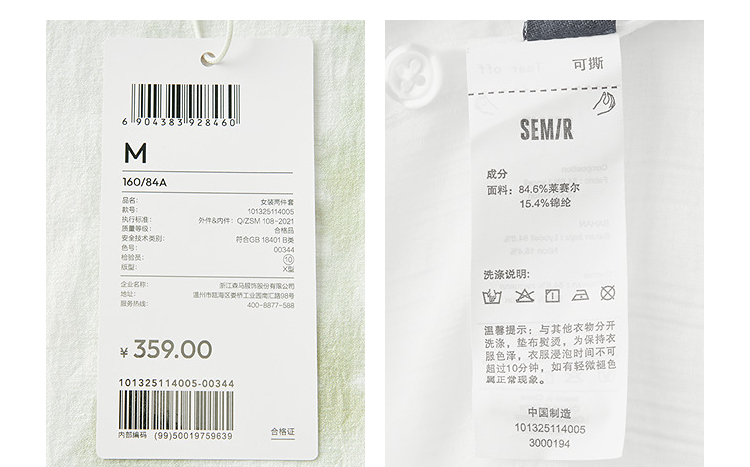 6 904383 928460
M
160/84A
品名: 女装两件套
款号: 101325114005
执行标准: 外件&内件: Q/ZSM 108-2021
质量等级: 合格品
安全技术类别: 符合GB 18401 B类
色号: 00344
检验员: 10
版型: X型
企业名称: 浙江森马服饰股份有限公司
地址: 温州市瓯海区娄桥工业园南汇路98号
服务热线: 400-8877-588
¥ 359.00
101325114005-00344
内部编码 (99)50019759639
合格证
可撕
SEM/R
成分
面料: 84.6%莱赛尔
15.4%锦纶
洗涤说明:
温馨提示: 与其他衣物分开
洗涤, 垫布熨烫, 为保持衣
服色泽, 衣服浸泡时间不可
超过10分钟, 如有轻微褪色
属正常现象。
中国制造
101325114005
3000194